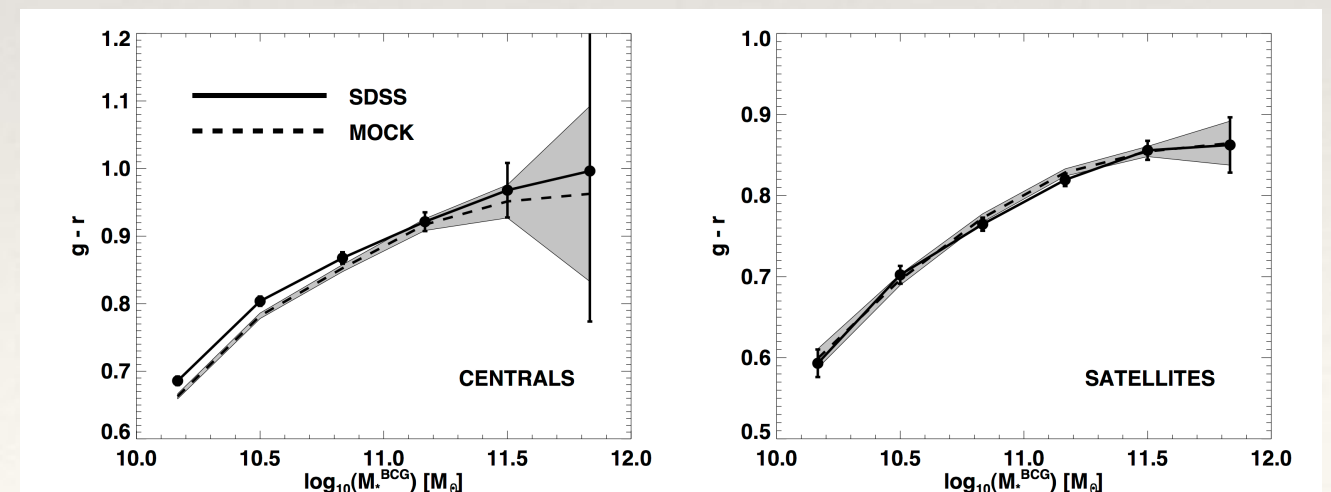 1.2
1.1
1.0
0.9
0.8
0.7
0.6
g - r
SDSS
MOCK
CENTRALS
10.0 10.5 11.0 11.5 12.0
log₁₀(M*ᴮᶜᴳ) [M☉]
1.0
0.9
0.8
0.7
0.6
0.5
g - r
SATELLITES
10.0 10.5 11.0 11.5 12.0
log₁₀(M*ᴮᶜᴳ) [M☉]